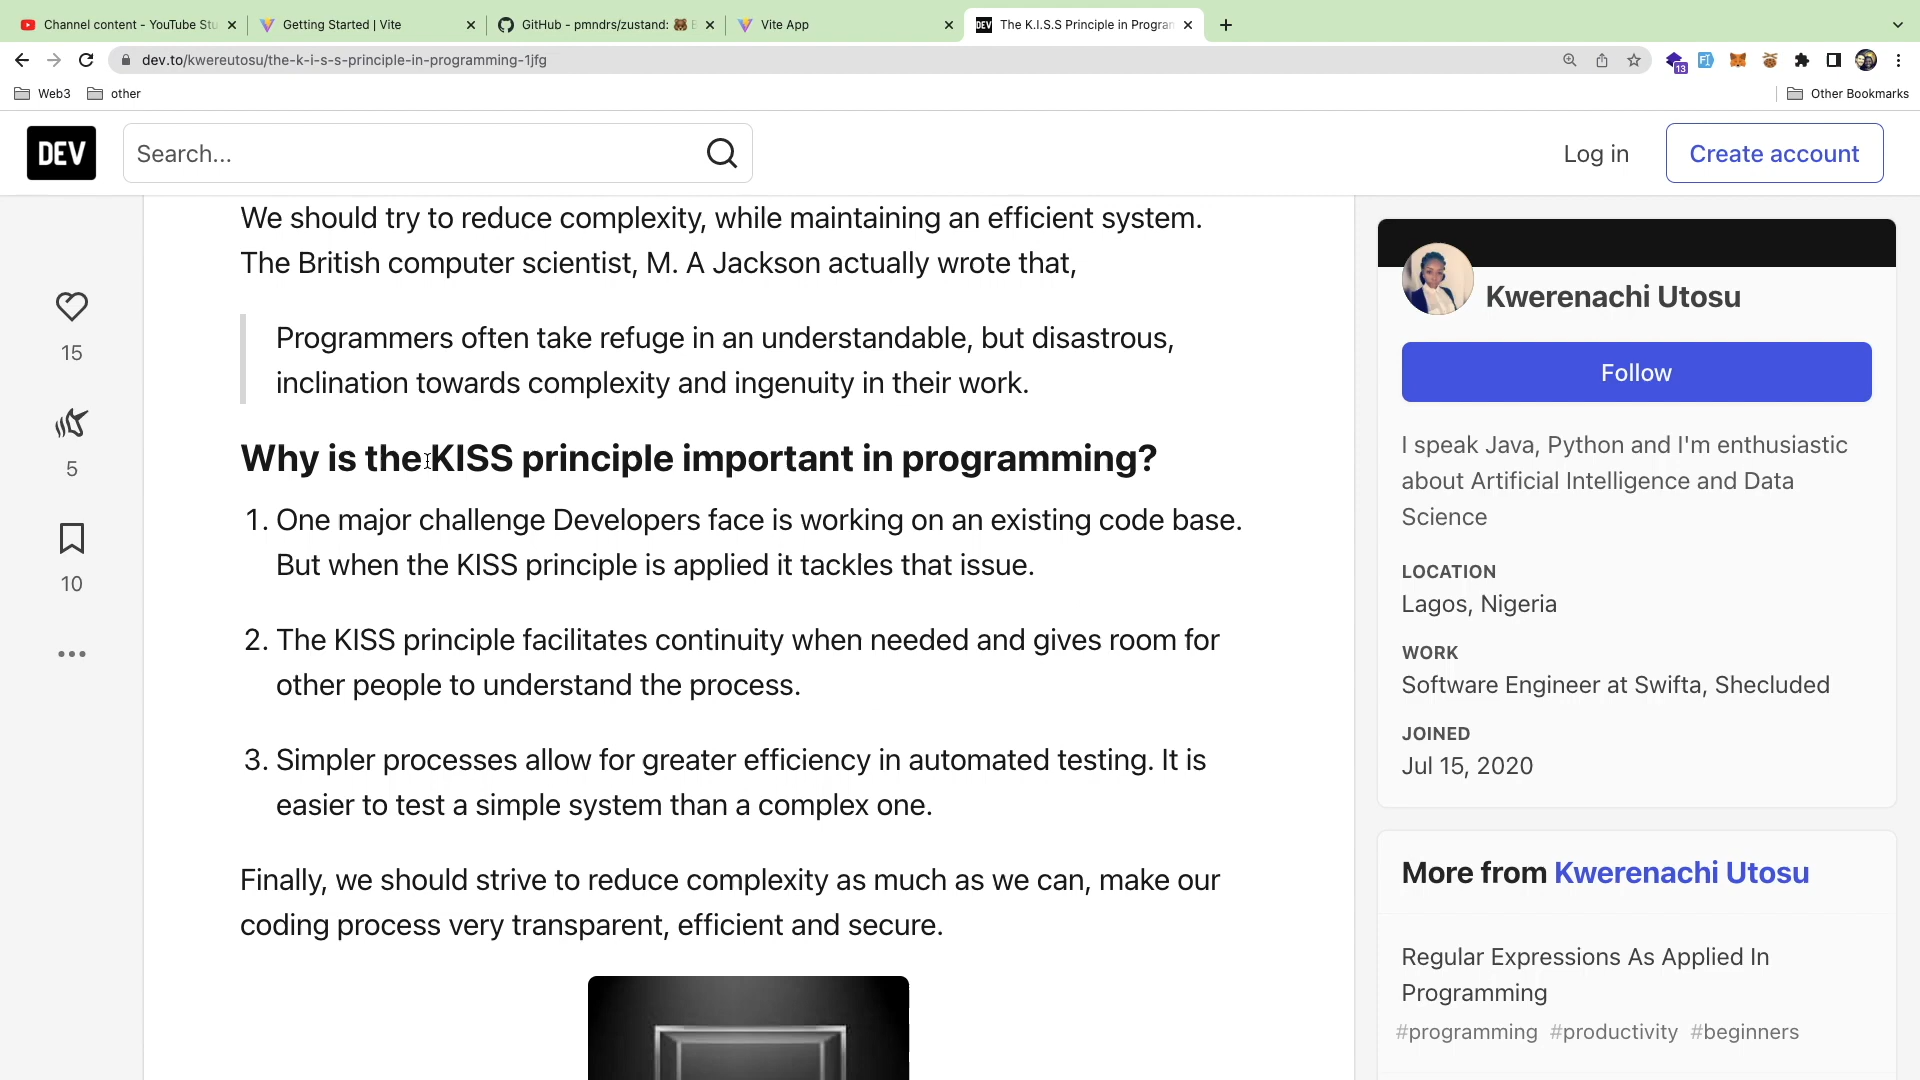 Channel content - YouTube Stu
Getting Started | Vite
GitHub - pmndrs/zustand: 🐻 B
Vite App
DEV
The K.I.S.S Principle in Program
dev.to/kwereutosu/the-k-i-s-s-principle-in-programming-1jfg
13
Web3
other
Other Bookmarks
DEV
Search...
Log in
Create account
We should try to reduce complexity, while maintaining an efficient system.
The British computer scientist, M. A Jackson actually wrote that,
Programmers often take refuge in an understandable, but disastrous,
inclination towards complexity and ingenuity in their work.
Why is the KISS principle important in programming?
1. One major challenge Developers face is working on an existing code base.
But when the KISS principle is applied it tackles that issue.
2. The KISS principle facilitates continuity when needed and gives room for
other people to understand the process.
3. Simpler processes allow for greater efficiency in automated testing. It is
easier to test a simple system than a complex one.
Finally, we should strive to reduce complexity as much as we can, make our
coding process very transparent, efficient and secure.
15
5
10
Kwerenachi Utosu
Follow
I speak Java, Python and I'm enthusiastic
about Artificial Intelligence and Data
Science
LOCATION
Lagos, Nigeria
WORK
Software Engineer at Swifta, Shecluded
JOINED
Jul 15, 2020
More from Kwerenachi Utosu
Regular Expressions As Applied In
Programming
#programming #productivity #beginners